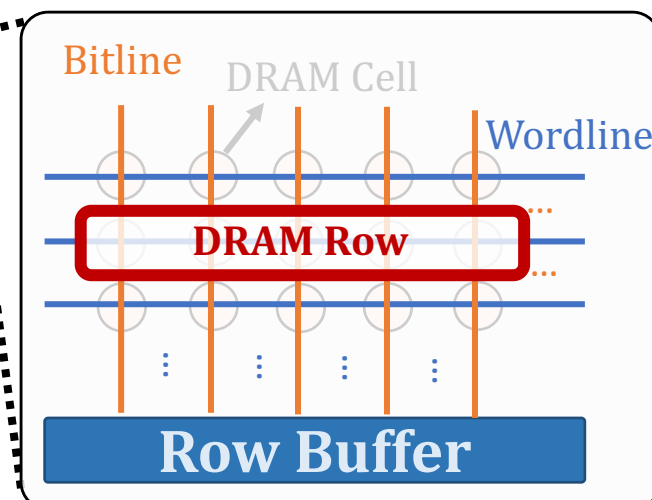 Bitline
DRAM Cell
Wordline
...
DRAM Row
...
Row Buffer